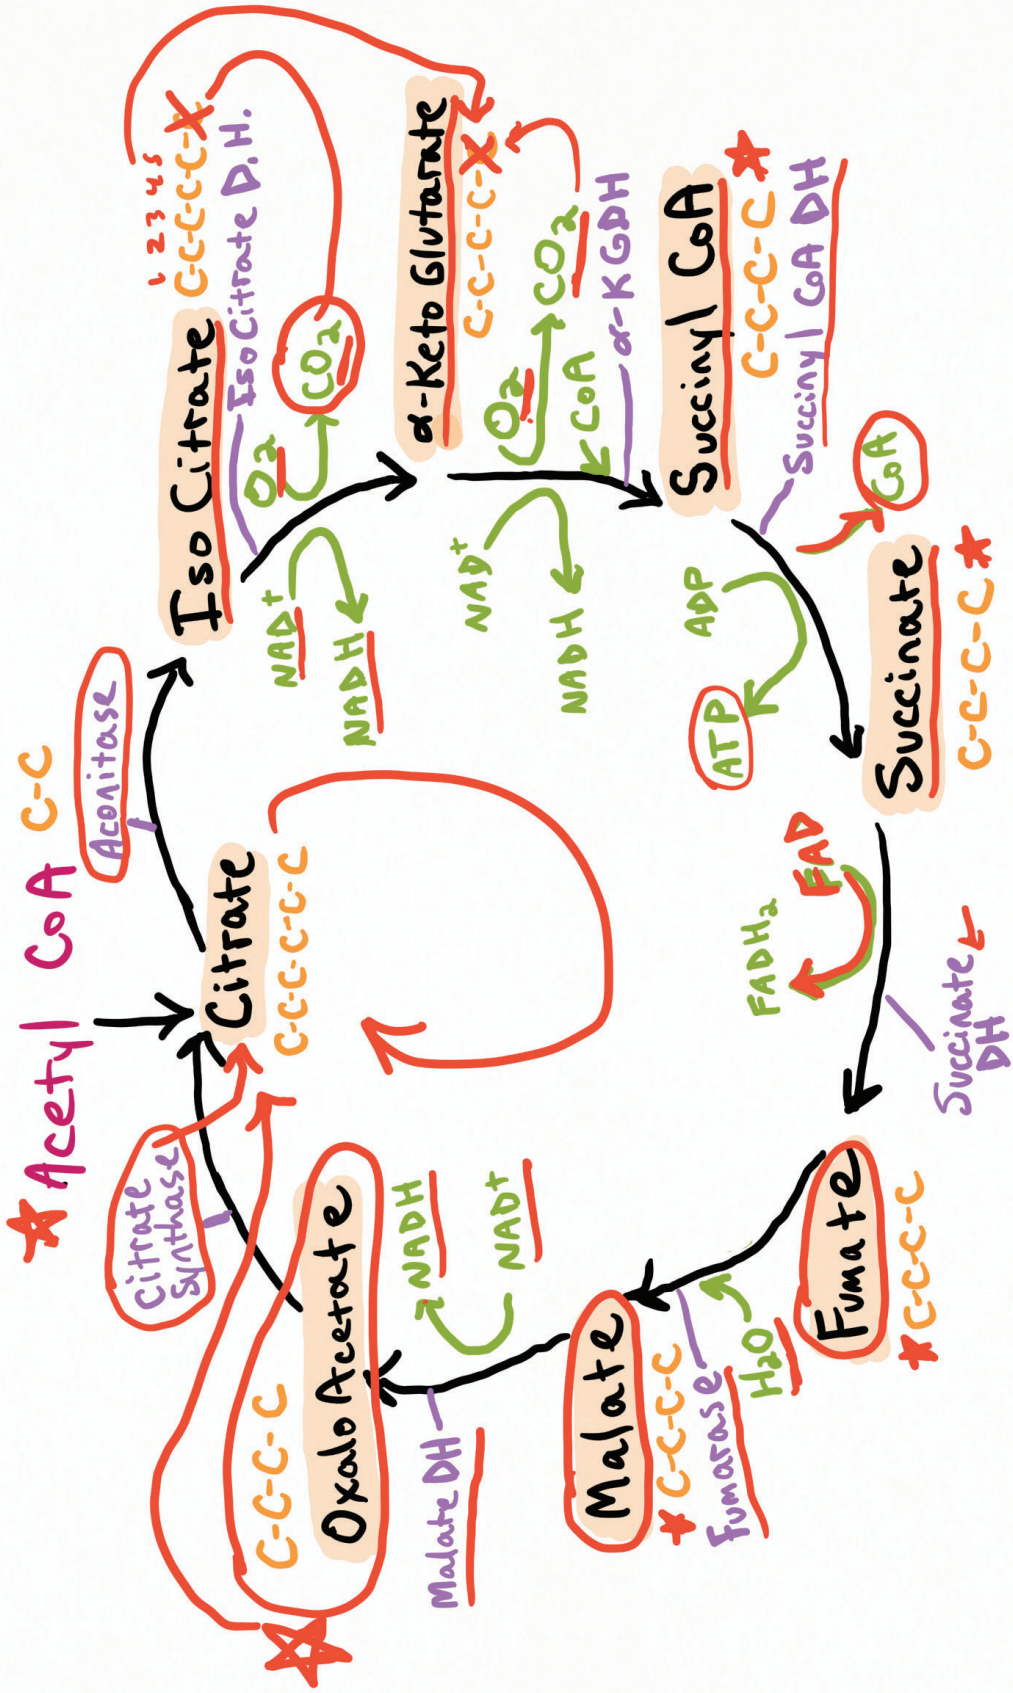 Acetyl CoA C-C
Citrate
Synthase
Aconitase
Citrate
C-C-C-C-C-C
Iso Citrate
1 2 3 4 5
C-C-C-C-C-C
IsoCitrate D.H.
O2
CO2
NAD+
NADH
α-Keto Glutarate
C-C-C-C-C
O2
CO2
CoA
NAD+
NADH
α-KGDH
Succinyl CoA
C-C-C-C
Succinyl CoA DH
ADP
ATP
CoA
Succinate
C-C-C-C
FAD
FADH2
Succinate
DH
Fumate
C-C-C-C
H2O
Fumarase
Malate
C-C-C-C
Malate DH
NAD+
NADH
C-C-C-C
OxaloAcetate